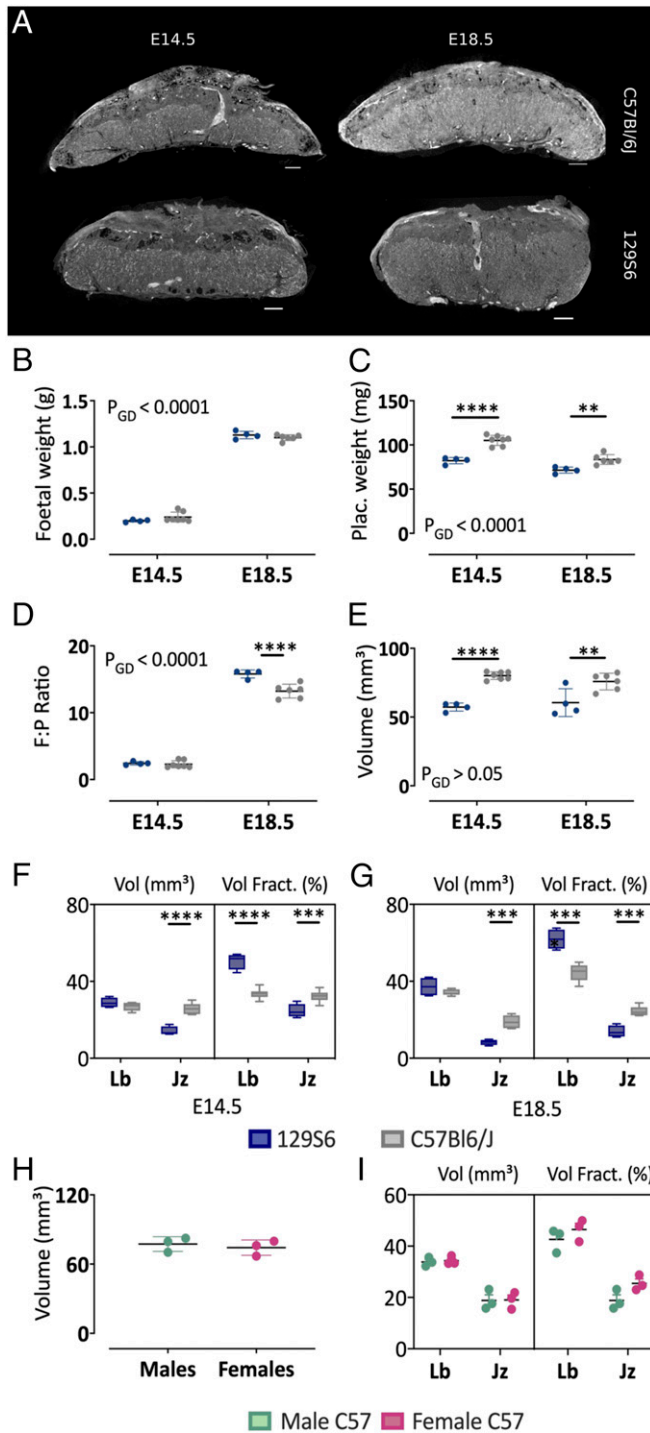 A
E14.5
E18.5
C57Bl/6J
129S6
B
Foetal weight (g)
1.5
1.0
0.5
0.0
P_GD < 0.0001
E14.5
E18.5
C
Plac. weight (mg)
150
100
50
0
****
**
P_GD < 0.0001
E14.5
E18.5
D
F:P Ratio
20
10
0
P_GD < 0.0001
****
E14.5
E18.5
E
Volume (mm³)
100
50
0
****
**
P_GD > 0.05
E14.5
E18.5
F
Vol (mm³)
Vol Fract. (%)
80
40
0
****
****
***
Lb
Jz
Lb
Jz
E14.5
G
Vol (mm³)
Vol Fract. (%)
80
40
0
***
***
***
*
Lb
Jz
Lb
Jz
E18.5
129S6
C57Bl6/J
H
Volume (mm³)
120
60
0
Males
Females
I
Vol (mm³)
Vol Fract. (%)
60
40
20
0
Lb
Jz
Lb
Jz
Male C57
Female C57